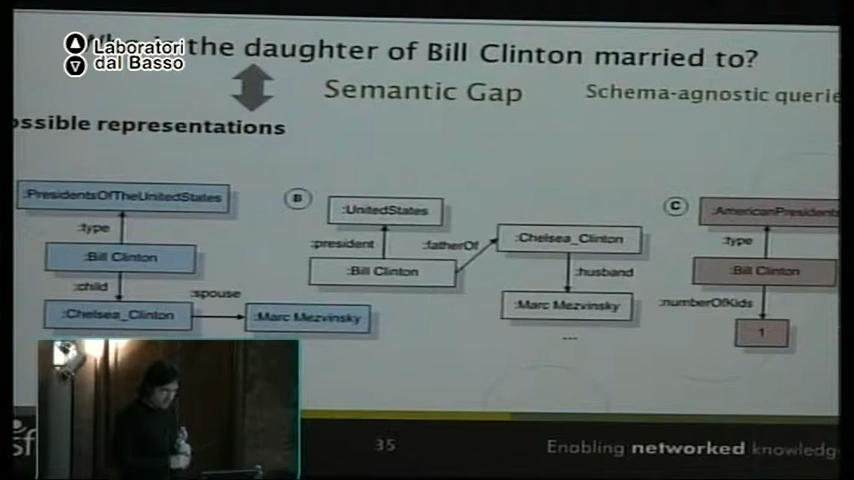 Laboratori
dal Basso
the daughter of Bill Clinton married to?
Semantic Gap
Schema-agnostic querie
ossible representations
:PresidentsOfTheUnitedStates
:type
:Bill Clinton
:child
:Chelsea_Clinton
:spouse
:Marc Mezvinsky
B
:UnitedStates
:president
:fatherOf
:Bill Clinton
:Chelsea_Clinton
:husband
:Marc Mezvinsky
...
C
:AmericanPresidents
:type
:Bill Clinton
:numberOfKids
1
sf
35
Enabling networked knowledg